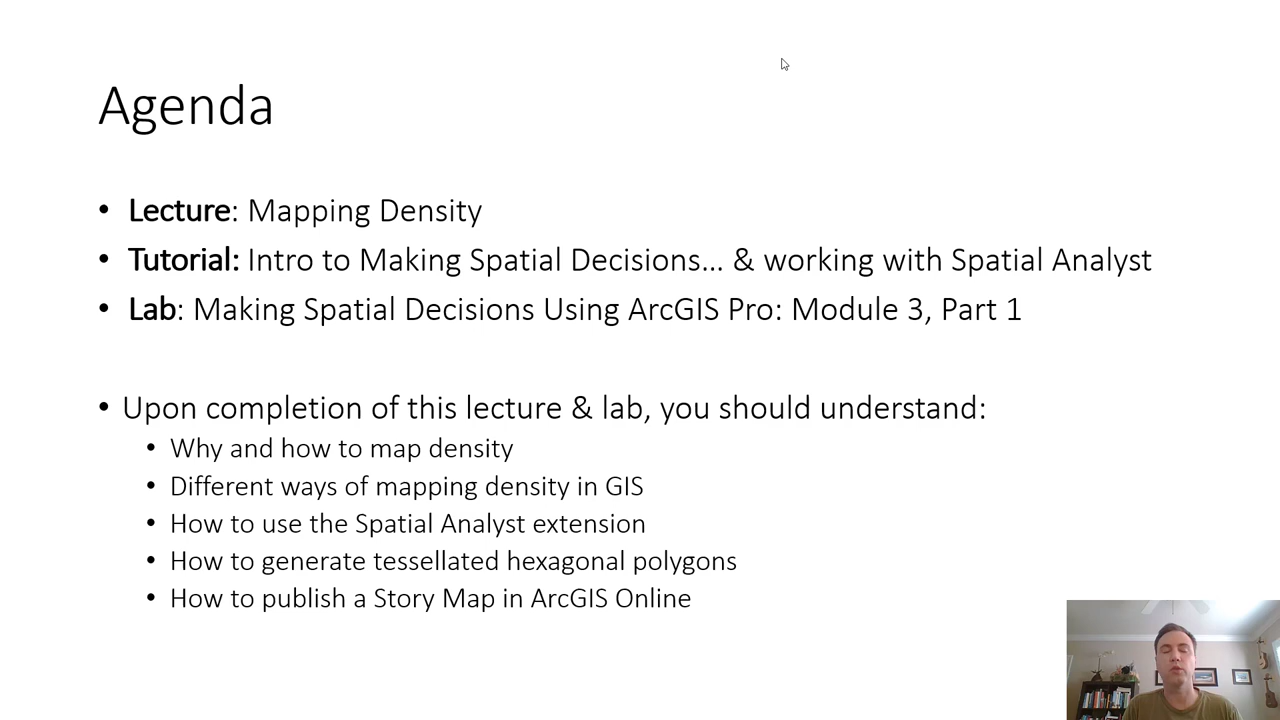 Agenda
• Lecture: Mapping Density
• Tutorial: Intro to Making Spatial Decisions... & working with Spatial Analyst
• Lab: Making Spatial Decisions Using ArcGIS Pro: Module 3, Part 1
• Upon completion of this lecture & lab, you should understand:
• Why and how to map density
• Different ways of mapping density in GIS
• How to use the Spatial Analyst extension
• How to generate tessellated hexagonal polygons
• How to publish a Story Map in ArcGIS Online